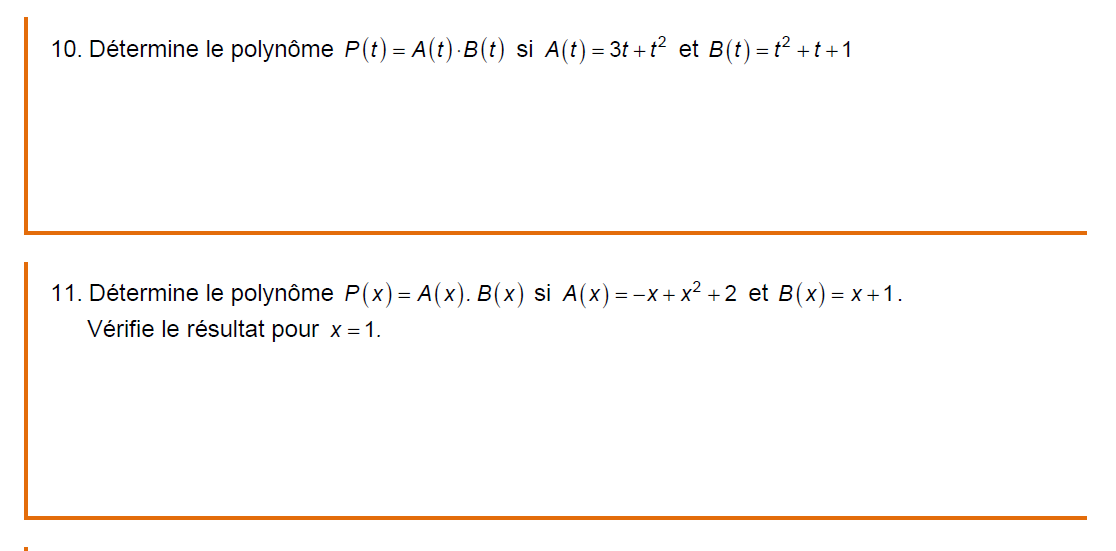 10. Détermine le polynôme P(t) = A(t)·B(t) si A(t) = 3t + t² et B(t) = t² + t + 1
11. Détermine le polynôme P(x) = A(x). B(x) si A(x) = −x + x² + 2 et B(x) = x + 1.
Vérifie le résultat pour x = 1.